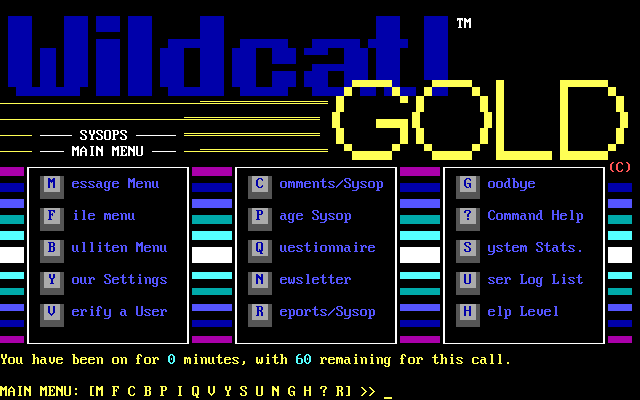 Wildcat! TM
GOLD
SYSOPS
MAIN MENU
(C)
M essage Menu
F ile menu
B ulliten Menu
Y our Settings
V erify a User
C omments/Sysop
P age Sysop
Q uestionnaire
N ewsletter
R eports/Sysop
G oodbye
? Command Help
S ystem Stats.
U ser Log List
H elp Level
You have been on for 0 minutes, with 60 remaining for this call.
MAIN MENU: [M F C B P I Q V Y S U N G H ? R] >> _